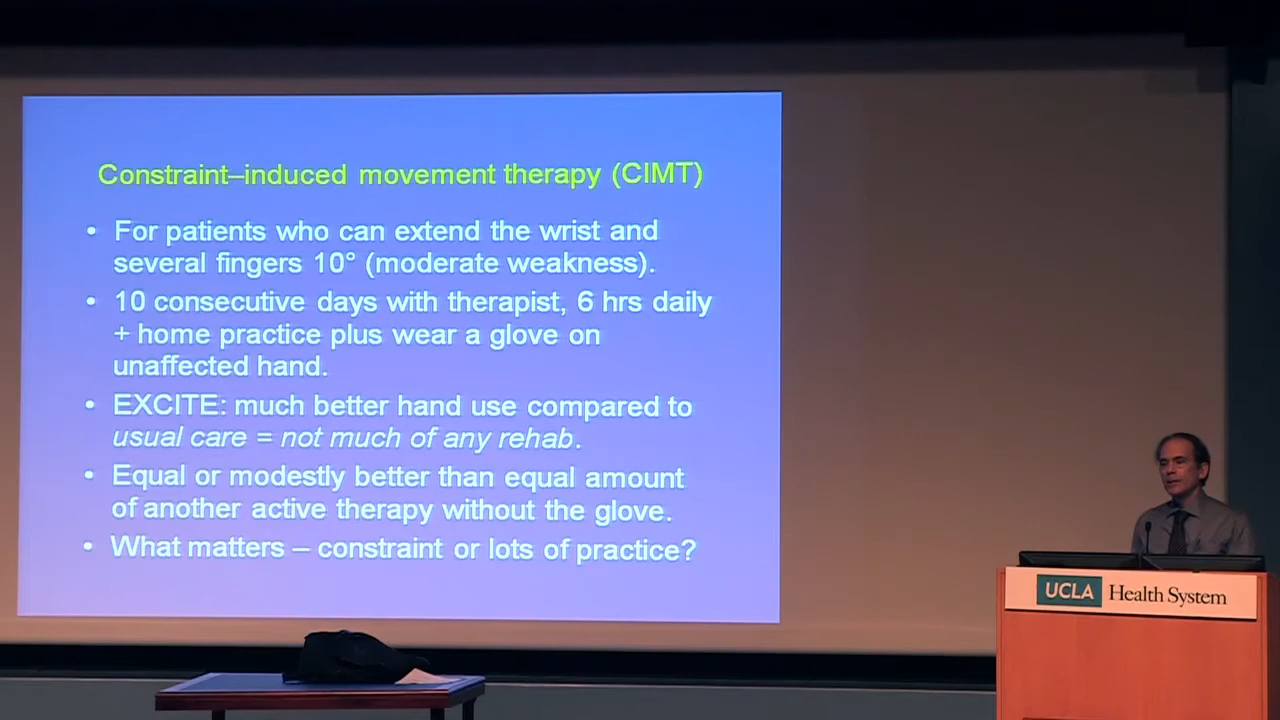 Constraint–induced movement therapy (CIMT)
• For patients who can extend the wrist and
several fingers 10° (moderate weakness).
• 10 consecutive days with therapist, 6 hrs daily
+ home practice plus wear a glove on
unaffected hand.
• EXCITE: much better hand use compared to
usual care = not much of any rehab.
• Equal or modestly better than equal amount
of another active therapy without the glove.
• What matters – constraint or lots of practice?
UCLA Health System